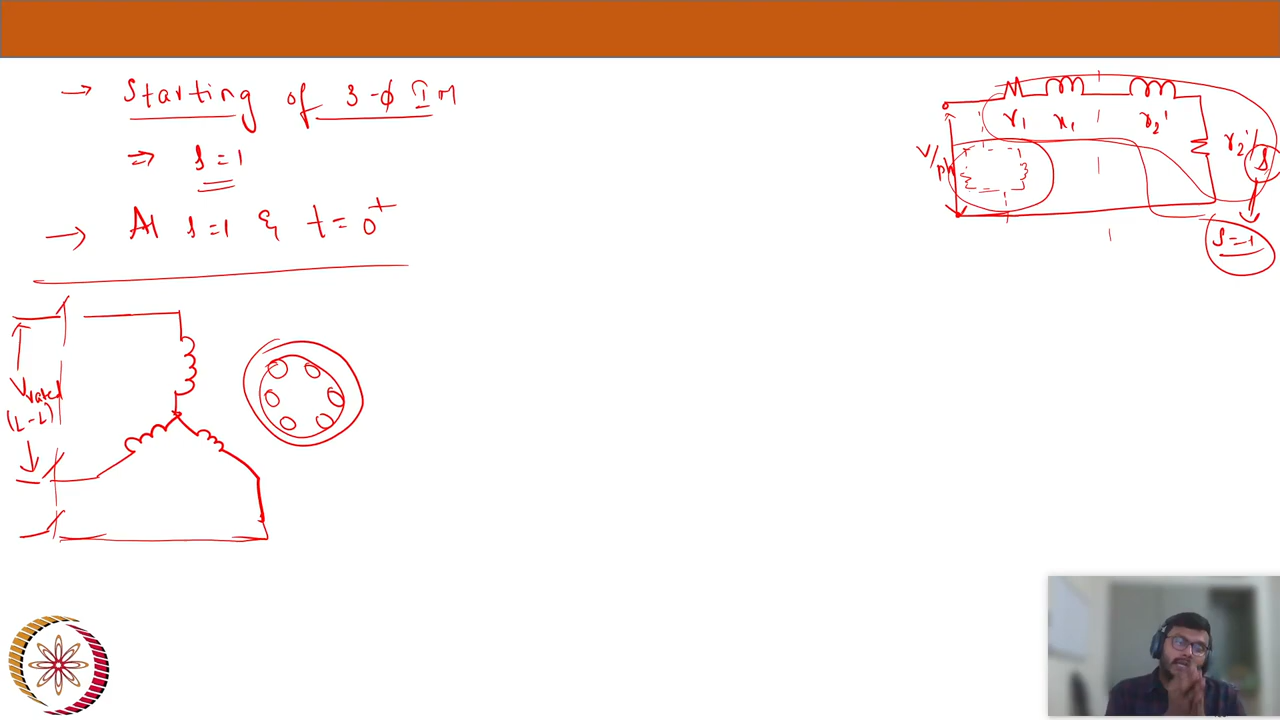 → Starting of 3-ϕ IM
⇒ s=1
→ At s=1 & t=0⁺
Vrated
(L-L)
V/ph
r1 x1 r2'
r2'/s
s=1